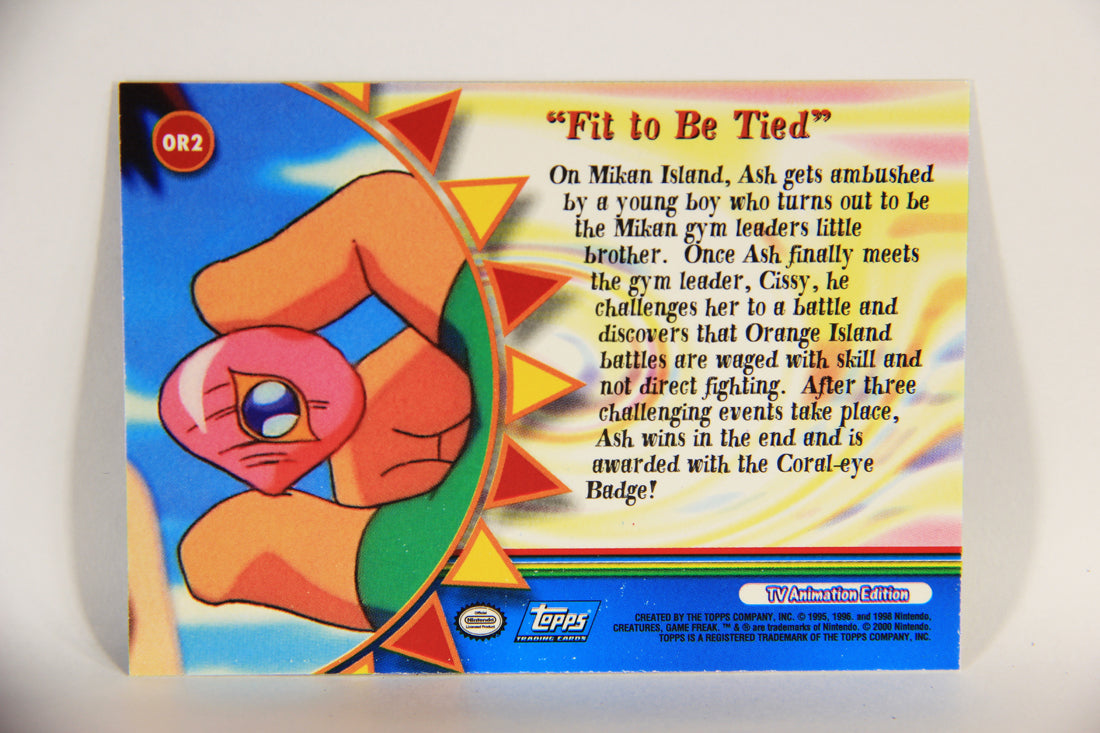 OR2
“Fit to Be Tied”
On Mikan Island, Ash gets ambushed
by a young boy who turns out to be
the Mikan gym leaders little
brother. Once Ash finally meets
the gym leader, Cissy, he
challenges her to a battle and
discovers that Orange Island
battles are waged with skill and
not direct fighting. After three
challenging events take place,
Ash wins in the end and is
awarded with the Coral-eye
Badge!
TV Animation Edition
Official
Nintendo
Licensed Product
Topps
TRADING CARDS
CREATED BY THE TOPPS COMPANY, INC. © 1995, 1996. and 1998 Nintendo,
CREATURES, GAME FREAK. ™ & ® are trademarks of Nintendo. © 2000 Nintendo.
TOPPS IS A REGISTERED TRADEMARK OF THE TOPPS COMPANY, INC.